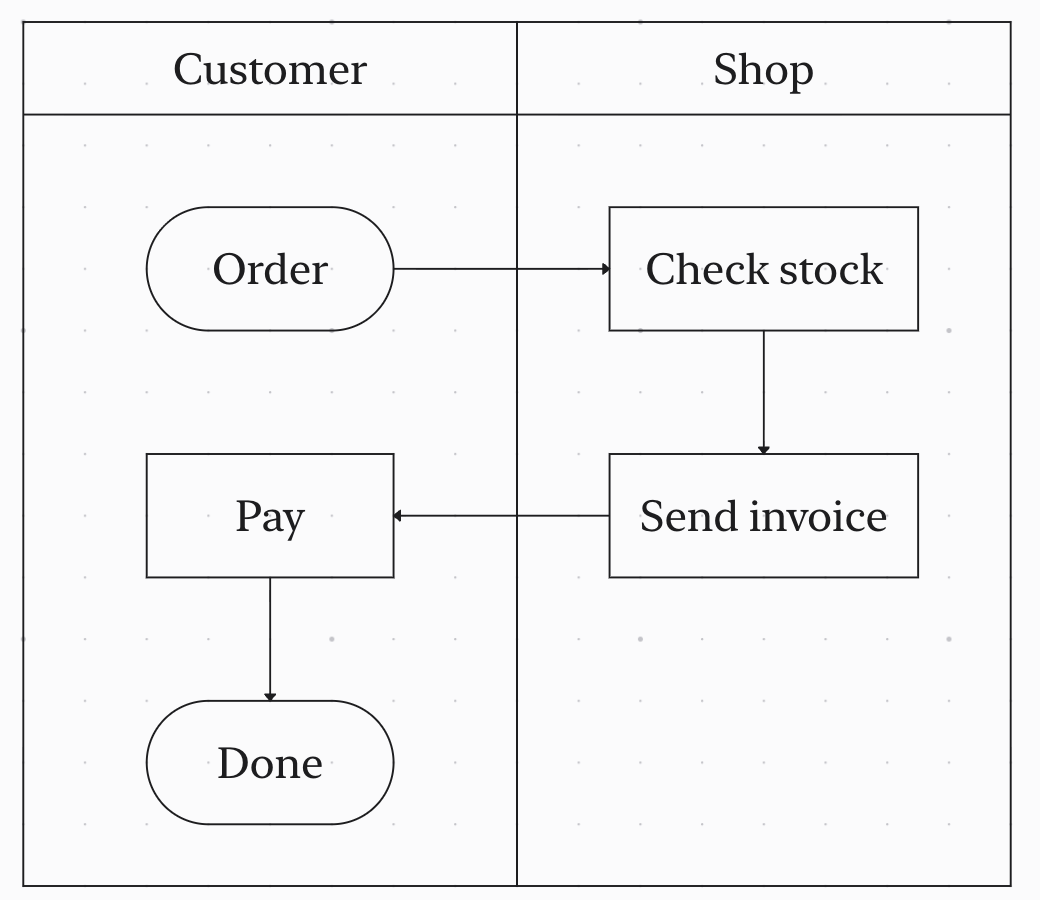 Customer
Shop
Order
Check stock
Pay
Send invoice
Done